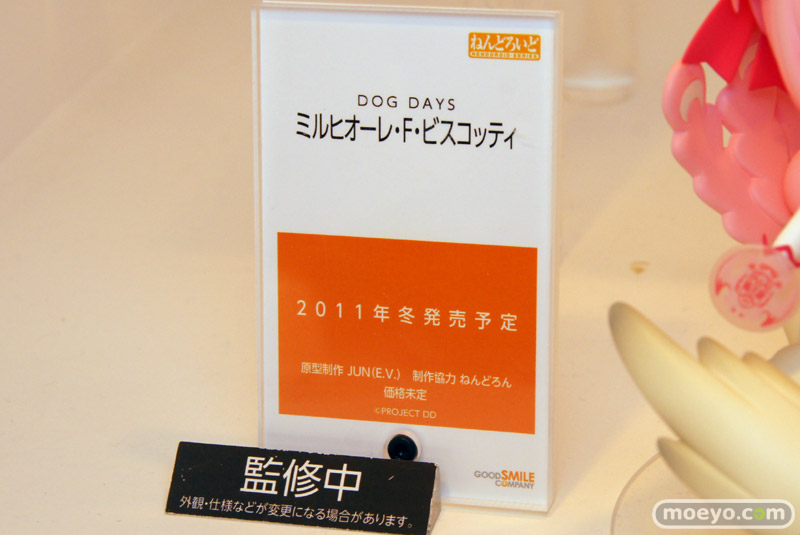 ねんどろいど
NENDOROID SERIES
DOG DAYS
ミルヒオーレ・F・ビスコッティ
2011年冬発売予定
原型制作 JUN(E.V.) 制作協力 ねんどろん
価格未定
©PROJECT DD
GOOD SMILE
COMPANY
監修中
外観・仕様などが変更になる場合があります。
moeyo.com